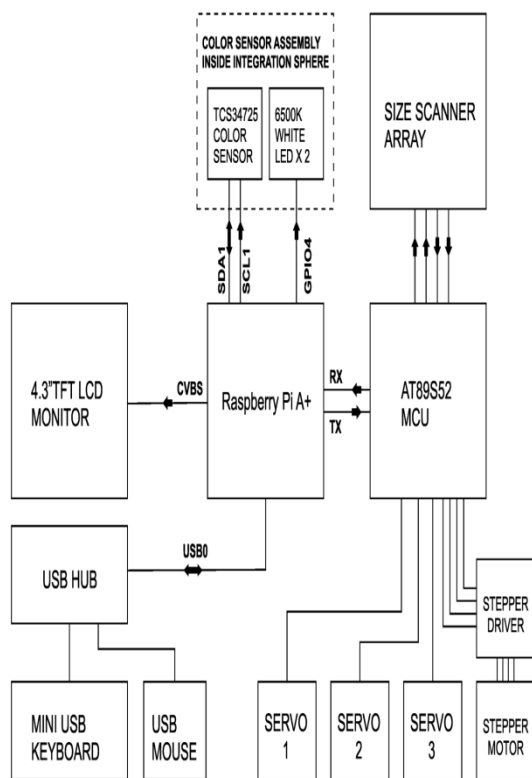 COLOR SENSOR ASSEMBLY
INSIDE INTEGRATION SPHERE
TCS34725
COLOR
SENSOR
6500K
WHITE
LED X 2
SIZE SCANNER
ARRAY
SDA1
SCL1
GPIO4
4.3"TFT LCD
MONITOR
CVBS
Raspberry Pi A+
RX
TX
AT89S52
MCU
USB HUB
USB0
STEPPER
DRIVER
MINI USB
KEYBOARD
USB
MOUSE
SERVO
1
SERVO
2
SERVO
3
STEPPER
MOTOR